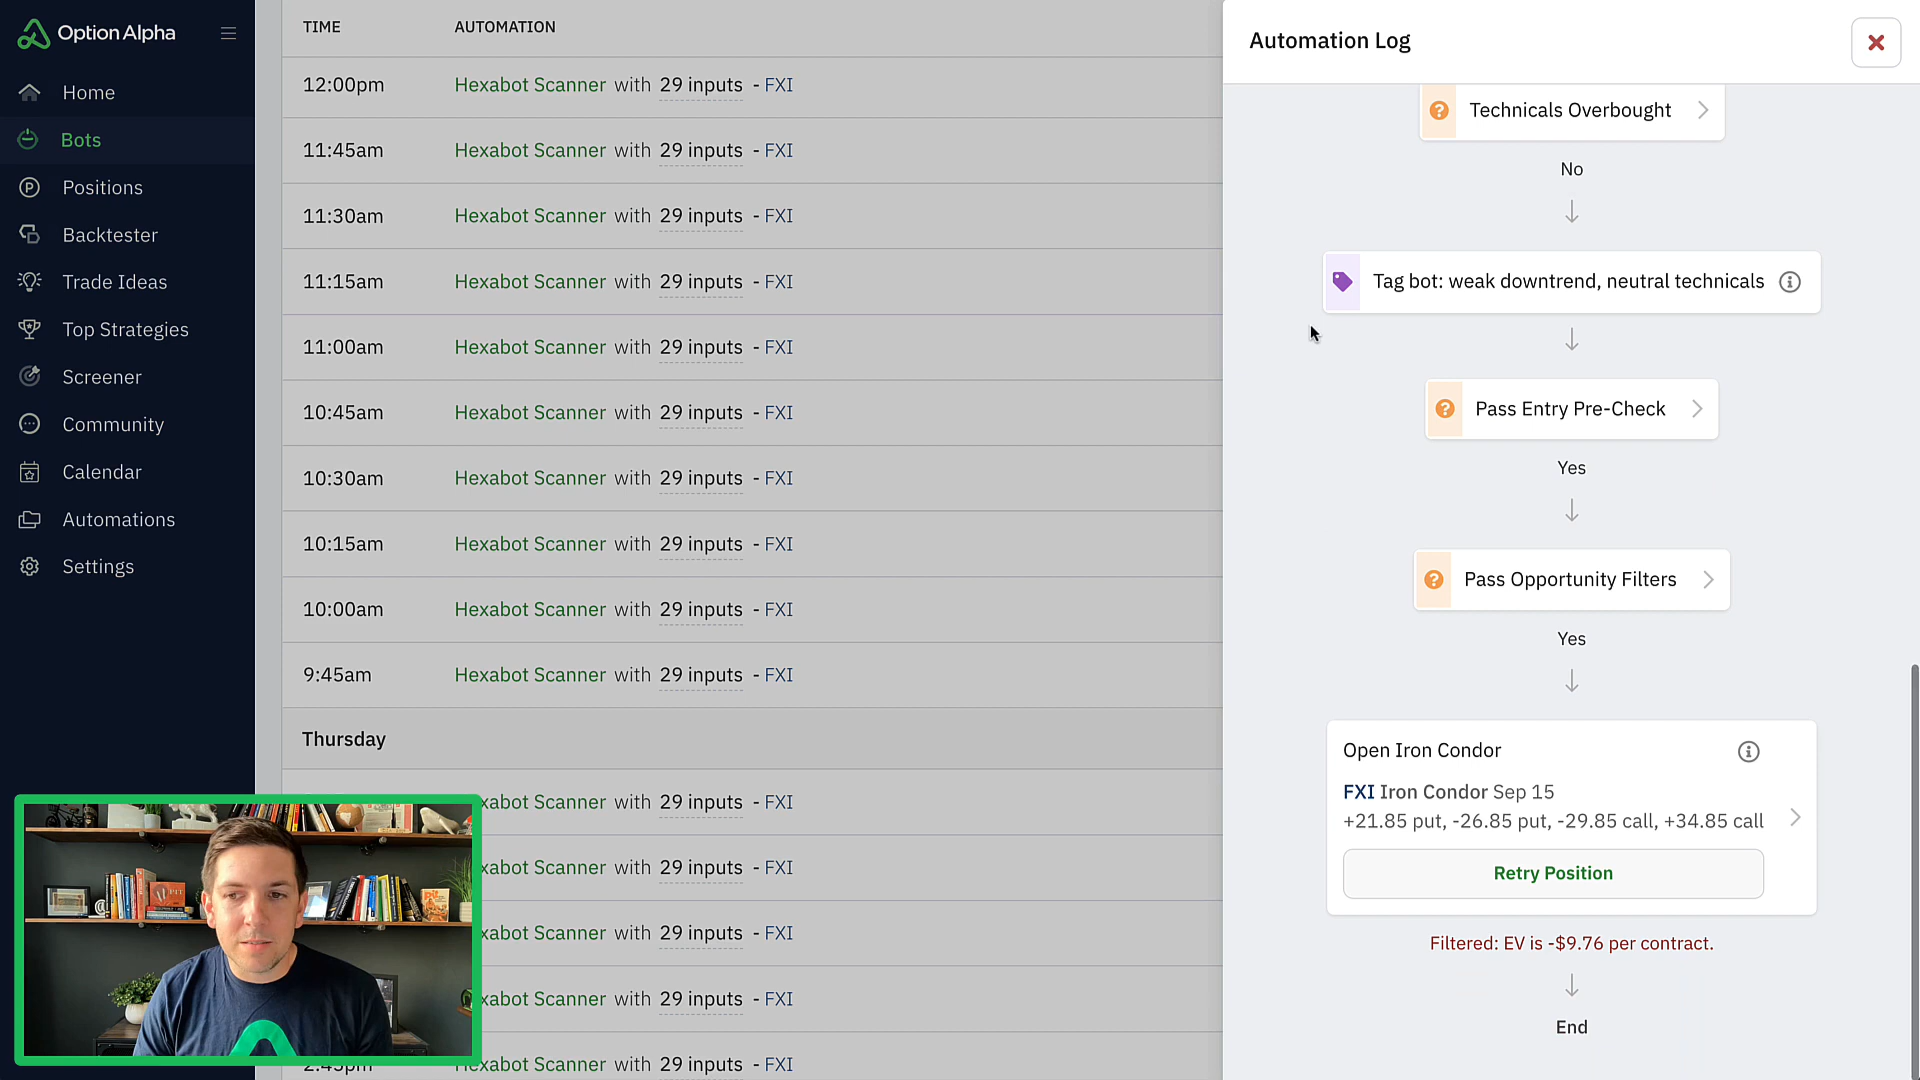 Option Alpha
Home
Bots
Positions
Backtester
Trade Ideas
Top Strategies
Screener
Community
Calendar
Automations
Settings
TIME AUTOMATION
12:00pm Hexabot Scanner with 29 inputs - FXI
11:45am Hexabot Scanner with 29 inputs - FXI
11:30am Hexabot Scanner with 29 inputs - FXI
11:15am Hexabot Scanner with 29 inputs - FXI
11:00am Hexabot Scanner with 29 inputs - FXI
10:45am Hexabot Scanner with 29 inputs - FXI
10:30am Hexabot Scanner with 29 inputs - FXI
10:15am Hexabot Scanner with 29 inputs - FXI
10:00am Hexabot Scanner with 29 inputs - FXI
9:45am Hexabot Scanner with 29 inputs - FXI
Thursday
xabot Scanner with 29 inputs - FXI
xabot Scanner with 29 inputs - FXI
xabot Scanner with 29 inputs - FXI
xabot Scanner with 29 inputs - FXI
2:45pm Hexabot Scanner with 29 inputs - FXI
Automation Log
Technicals Overbought
No
Tag bot: weak downtrend, neutral technicals
Pass Entry Pre-Check
Yes
Pass Opportunity Filters
Yes
Open Iron Condor
FXI Iron Condor Sep 15
+21.85 put, -26.85 put, -29.85 call, +34.85 call
Retry Position
Filtered: EV is -$9.76 per contract.
End